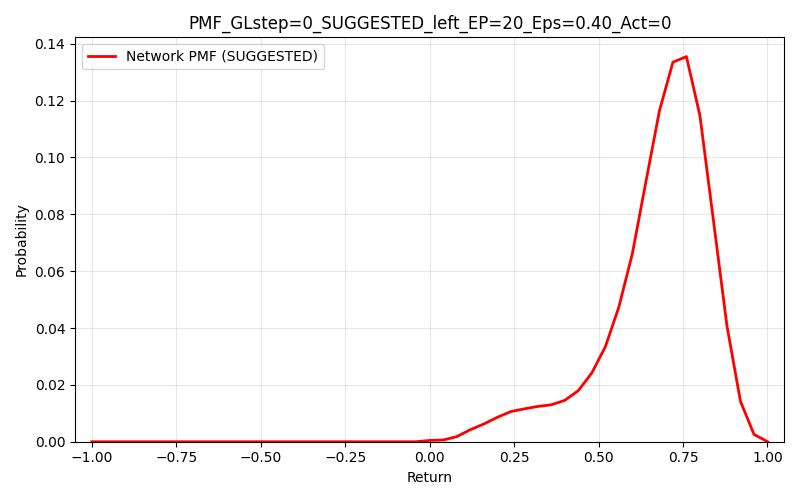 PMF_GLstep=0_SUGGESTED_left_EP=20_Eps=0.40_Act=0
Network PMF (SUGGESTED)
0.14
0.12
0.10
0.08
0.06
0.04
0.02
0.00
Probability
−1.00 −0.75 −0.50 −0.25 0.00 0.25 0.50 0.75 1.00
Return